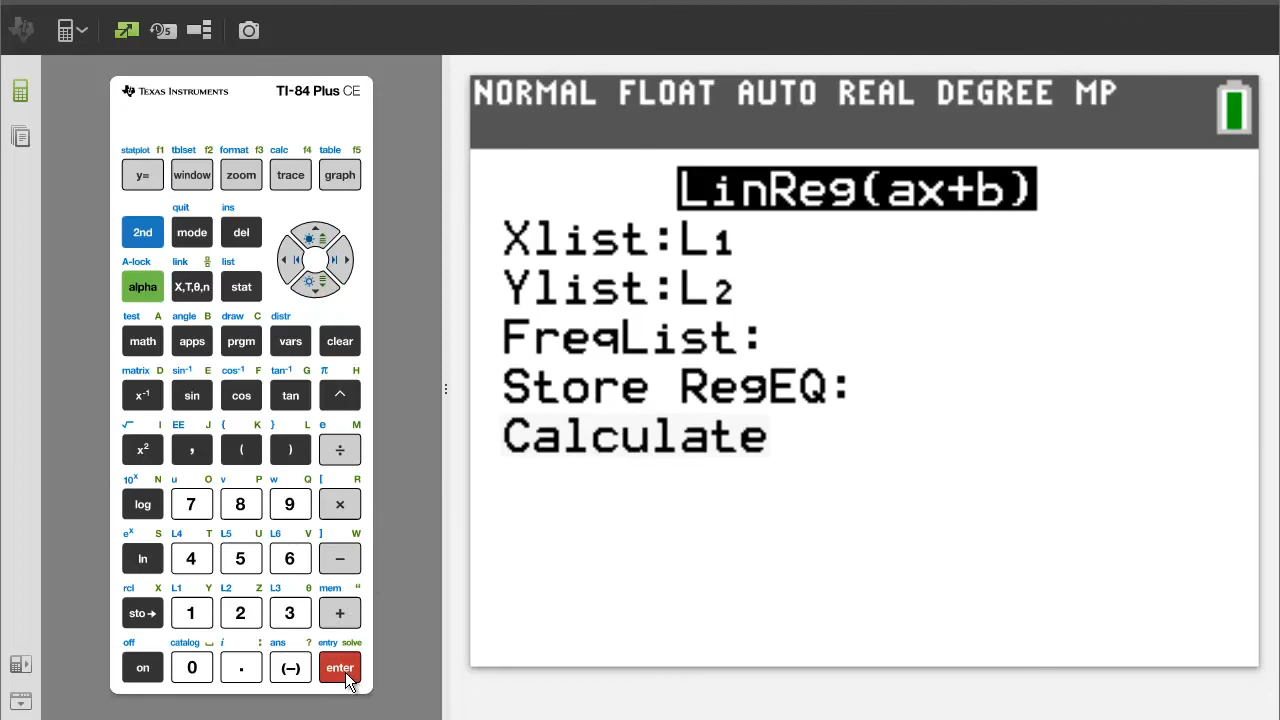 TEXAS INSTRUMENTS TI-84 Plus CE
statplot f1 tblset f2 format f3 calc f4 table f5
y= window zoom trace graph
quit ins
2nd mode del
A-lock link list
alpha X,T,θ,n stat
test A angle B draw C distr
math apps prgm vars clear
matrix D sin⁻¹ E cos⁻¹ F tan⁻¹ G π H
x⁻¹ sin cos tan ^
√ I EE J { K } L e M
x² , ( ) ÷
10ˣ N u O v P w Q [ R
log 7 8 9 ×
eˣ S L4 T L5 U L6 V ] W
ln 4 5 6 −
rcl X L1 Y L2 Z L3 θ mem “
sto→ 1 2 3 +
off catalog ⎵ i : ans ? entry solve
on 0 . (−) enter
NORMAL FLOAT AUTO REAL DEGREE MP
LinReg(ax+b)
Xlist:L1
Ylist:L2
FreqList:
Store RegEQ:
Calculate